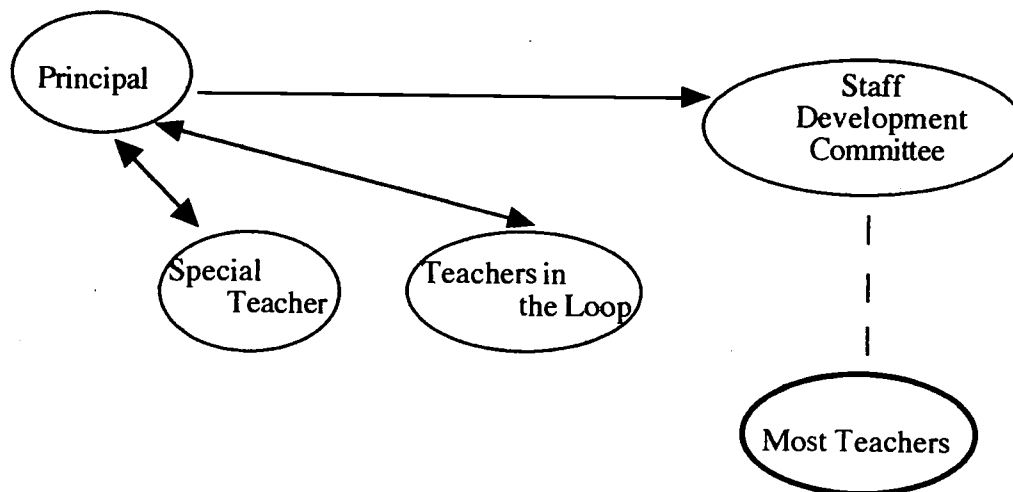 Principal
Staff
Development
Committee
Special
Teacher
Teachers in
the Loop
Most Teachers